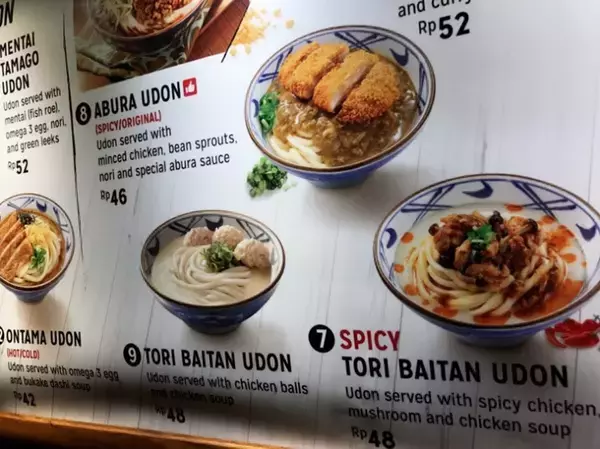 ON
MENTAI
TAMAGO
UDON
Udon served with
mentai (fish roe),
omega 3 egg, nori,
and green leeks
Rp52
8 ABURA UDON
(SPICY/ORIGINAL)
Udon served with
minced chicken, bean sprouts,
nori and special abura sauce
Rp46
and curry
Rp52
ONTAMA UDON
(HOT/COLD)
Udon served with omega 3 egg
and bukake dashi soup
Rp42
9 TORI BAITAN UDON
Udon served with chicken balls
and chicken soup
Rp48
7 SPICY
TORI BAITAN UDON
Udon served with spicy chicken,
mushroom and chicken soup
Rp48